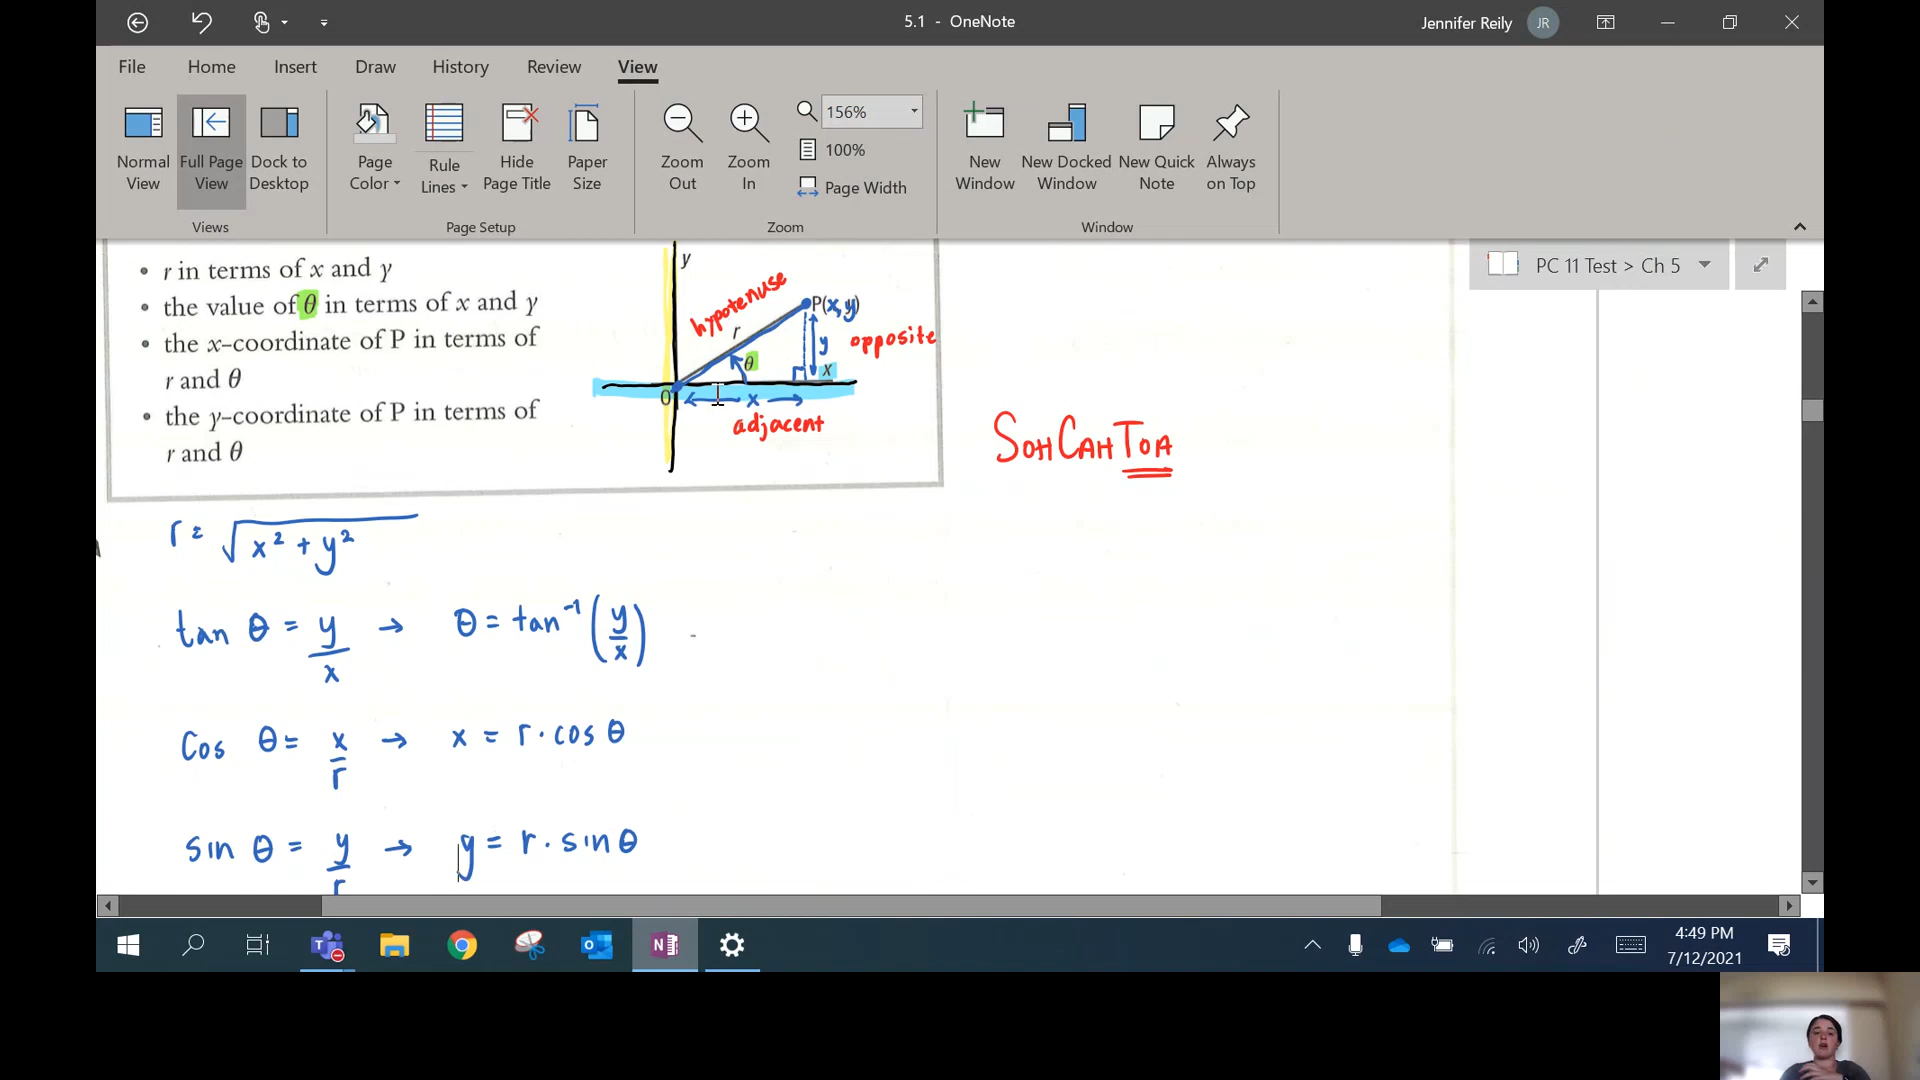 5.1 - OneNote
Jennifer Reily JR
File Home Insert Draw History Review View
Normal View
Full Page View
Dock to Desktop
Views
Page Color
Rule Lines
Hide Page Title
Paper Size
Page Setup
Zoom Out
Zoom In
156%
100%
Page Width
Zoom
New Window
New Docked Window
New Quick Note
Always on Top
Window
PC 11 Test > Ch 5
• r in terms of x and y
• the value of θ in terms of x and y
• the x-coordinate of P in terms of
r and θ
• the y-coordinate of P in terms of
r and θ
y
hypotenuse
P(x,y)
r
y
opposite
θ
x
0
x
adjacent
SOH CAH TOA
r = √x² + y²
tan θ = y/x → θ = tan⁻¹ (y/x)
Cos θ = x/r → x = r · cos θ
sin θ = y/r → y = r · sin θ
N
4:49 PM
7/12/2021